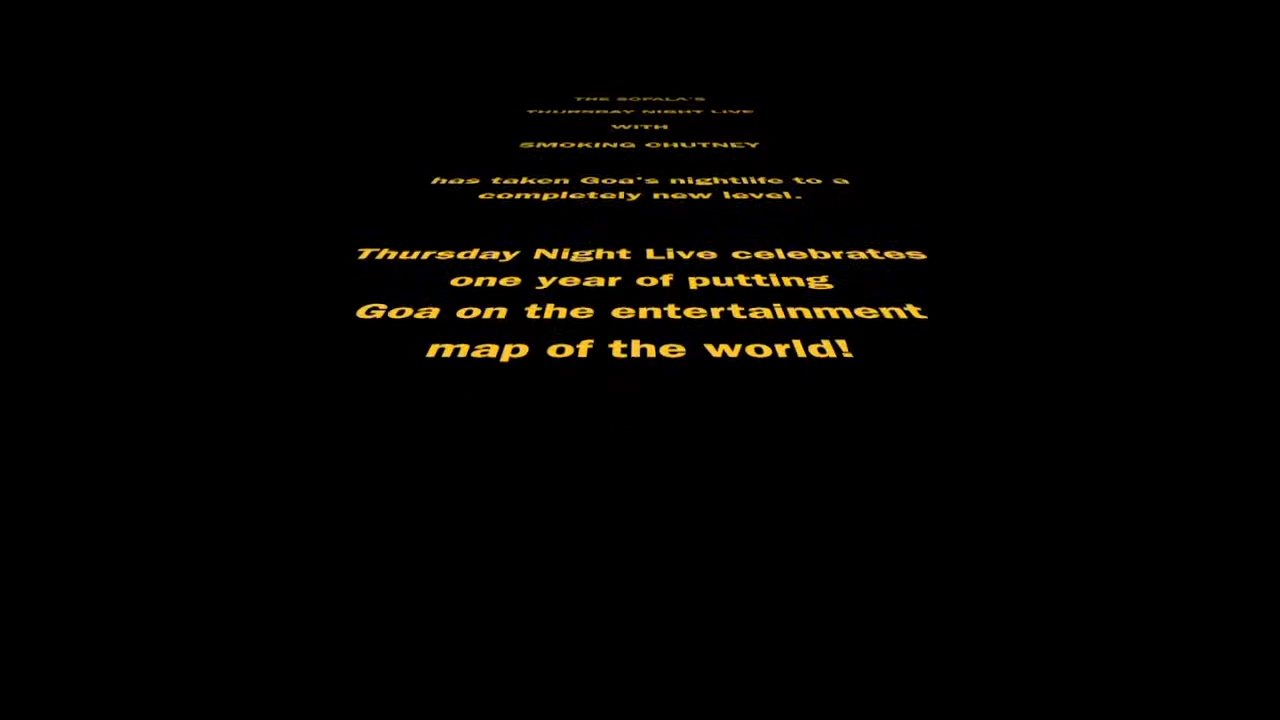 THE SOPALA'S
THURSDAY NIGHT LIVE
WITH
SMOKING CHUTNEY
has taken Goa's nightlife to a
completely new level.
Thursday Night Live celebrates
one year of putting
Goa on the entertainment
map of the world!